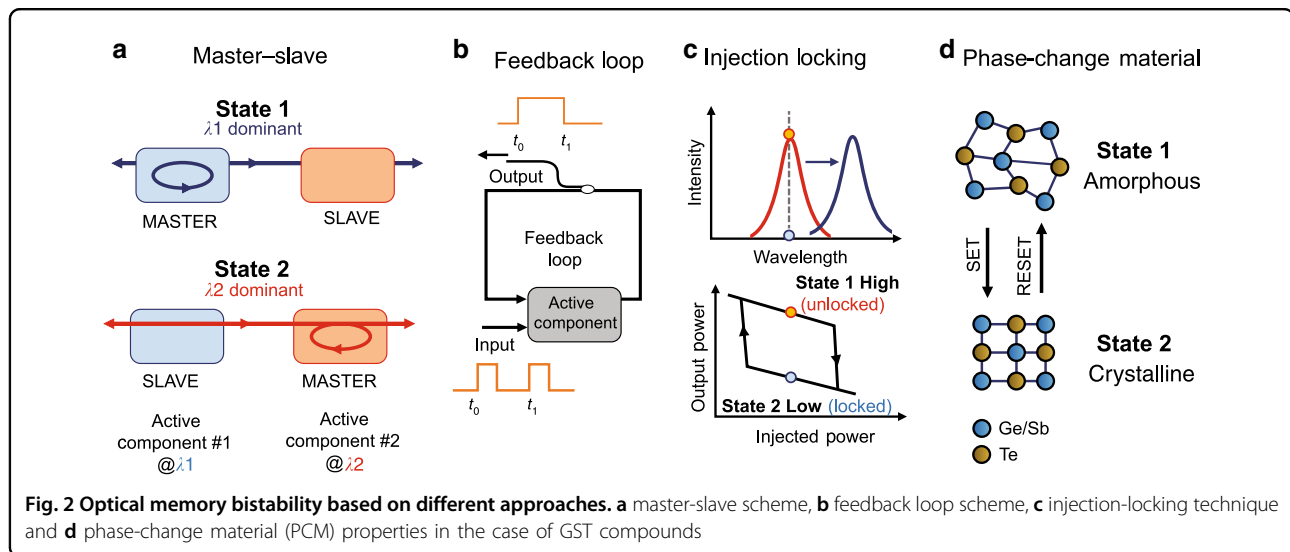 a
Master–slave
State 1
λ1 dominant
MASTER
SLAVE
State 2
λ2 dominant
SLAVE
MASTER
Active
component #1
@λ1
Active
component #2
@λ2
b
Feedback loop
t0
t1
Output
Feedback
loop
Active
component
Input
t0
t1
c
Injection locking
Intensity
Wavelength
State 1 High
(unlocked)
Output power
State 2 Low (locked)
Injected power
d
Phase-change material
State 1
Amorphous
SET
RESET
State 2
Crystalline
Ge/Sb
Te
Fig. 2 Optical memory bistability based on different approaches. a master-slave scheme, b feedback loop scheme, c injection-locking technique
and d phase-change material (PCM) properties in the case of GST compounds